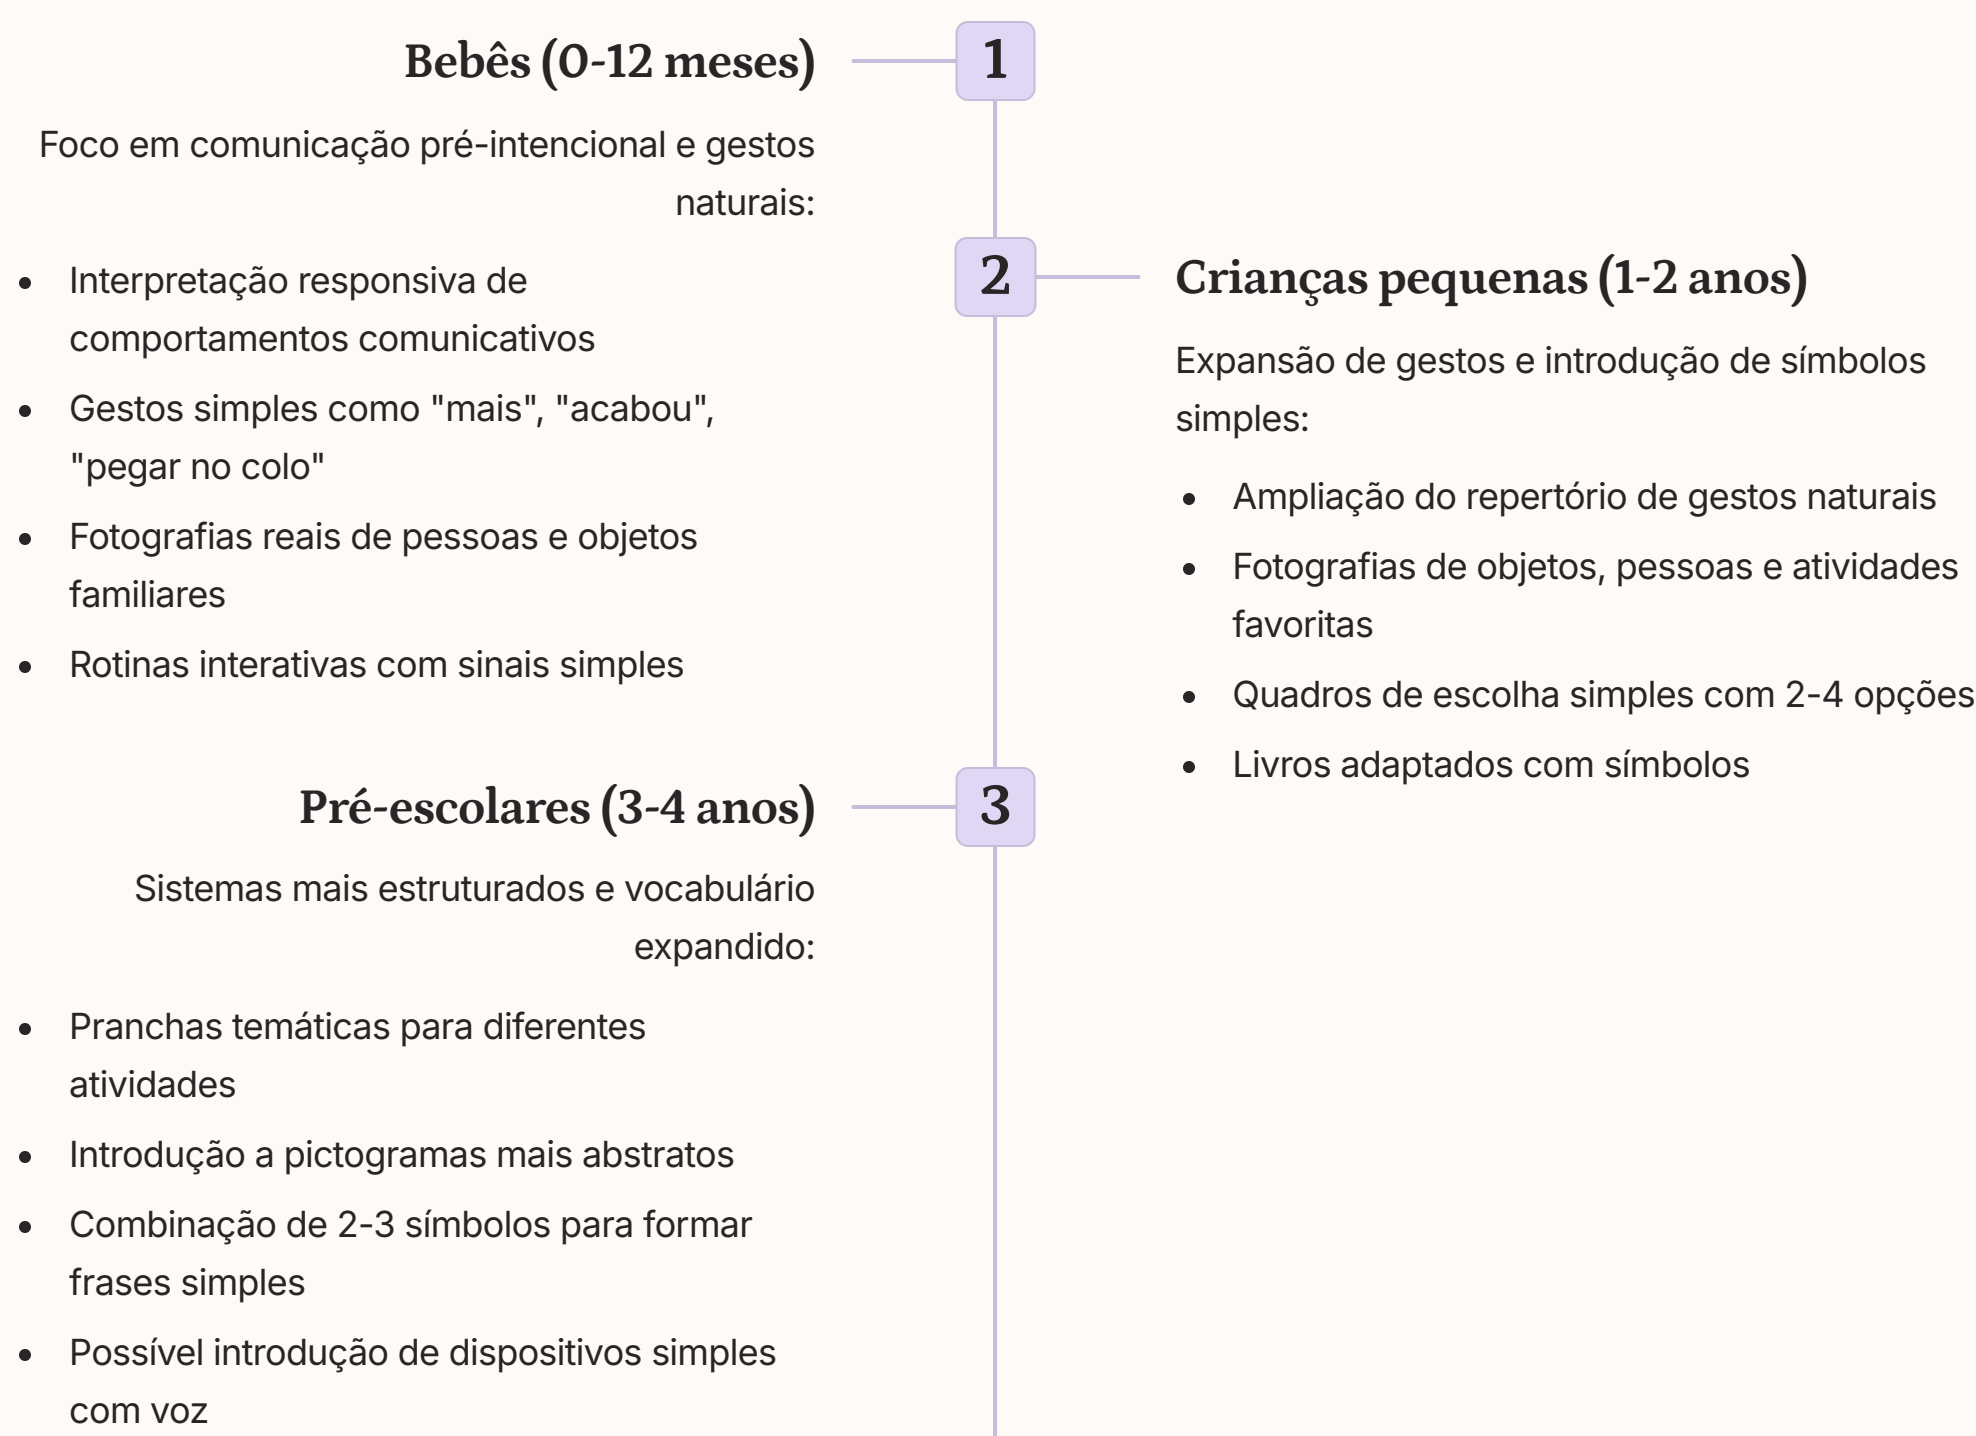 Bebês (0-12 meses)
1
Foco em comunicação pré-intencional e gestos
naturais:
• Interpretação responsiva de
comportamentos comunicativos
• Gestos simples como "mais", "acabou",
"pegar no colo"
• Fotografias reais de pessoas e objetos
familiares
• Rotinas interativas com sinais simples
2
Crianças pequenas (1-2 anos)
Expansão de gestos e introdução de símbolos
simples:
• Ampliação do repertório de gestos naturais
• Fotografias de objetos, pessoas e atividades
favoritas
• Quadros de escolha simples com 2-4 opções
• Livros adaptados com símbolos
Pré-escolares (3-4 anos)
3
Sistemas mais estruturados e vocabulário
expandido:
• Pranchas temáticas para diferentes
atividades
• Introdução a pictogramas mais abstratos
• Combinação de 2-3 símbolos para formar
frases simples
• Possível introdução de dispositivos simples
com voz